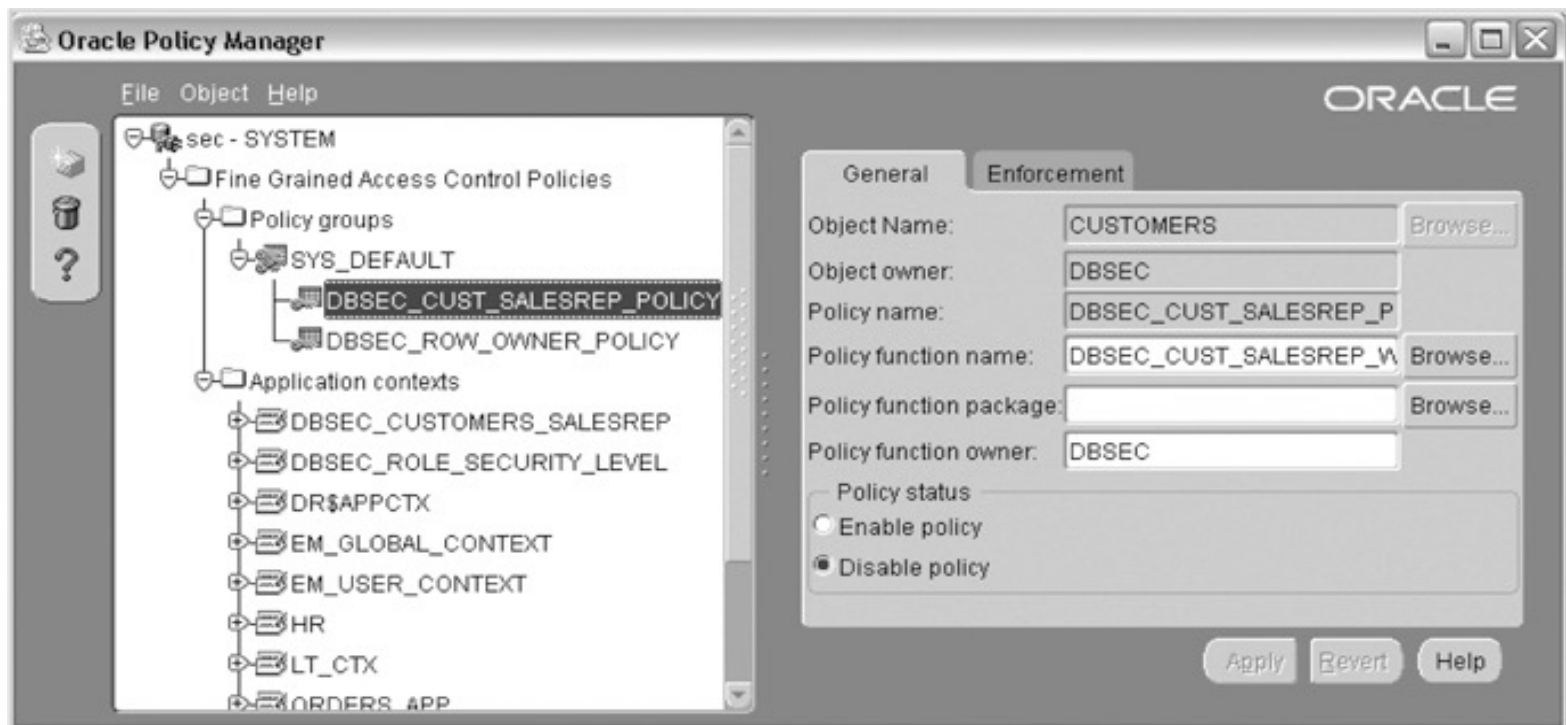 Oracle Policy Manager
File Object Help
ORACLE
sec - SYSTEM
Fine Grained Access Control Policies
Policy groups
SYS_DEFAULT
DBSEC_CUST_SALESREP_POLICY
DBSEC_ROW_OWNER_POLICY
Application contexts
DBSEC_CUSTOMERS_SALESREP
DBSEC_ROLE_SECURITY_LEVEL
DR$APPCTX
EM_GLOBAL_CONTEXT
EM_USER_CONTEXT
HR
LT_CTX
ORDERS_APP
General Enforcement
Object Name: CUSTOMERS Browse...
Object owner: DBSEC
Policy name: DBSEC_CUST_SALESREP_P
Policy function name: DBSEC_CUST_SALESREP_W Browse...
Policy function package: Browse...
Policy function owner: DBSEC
Policy status
Enable policy
Disable policy
Apply Revert Help
?